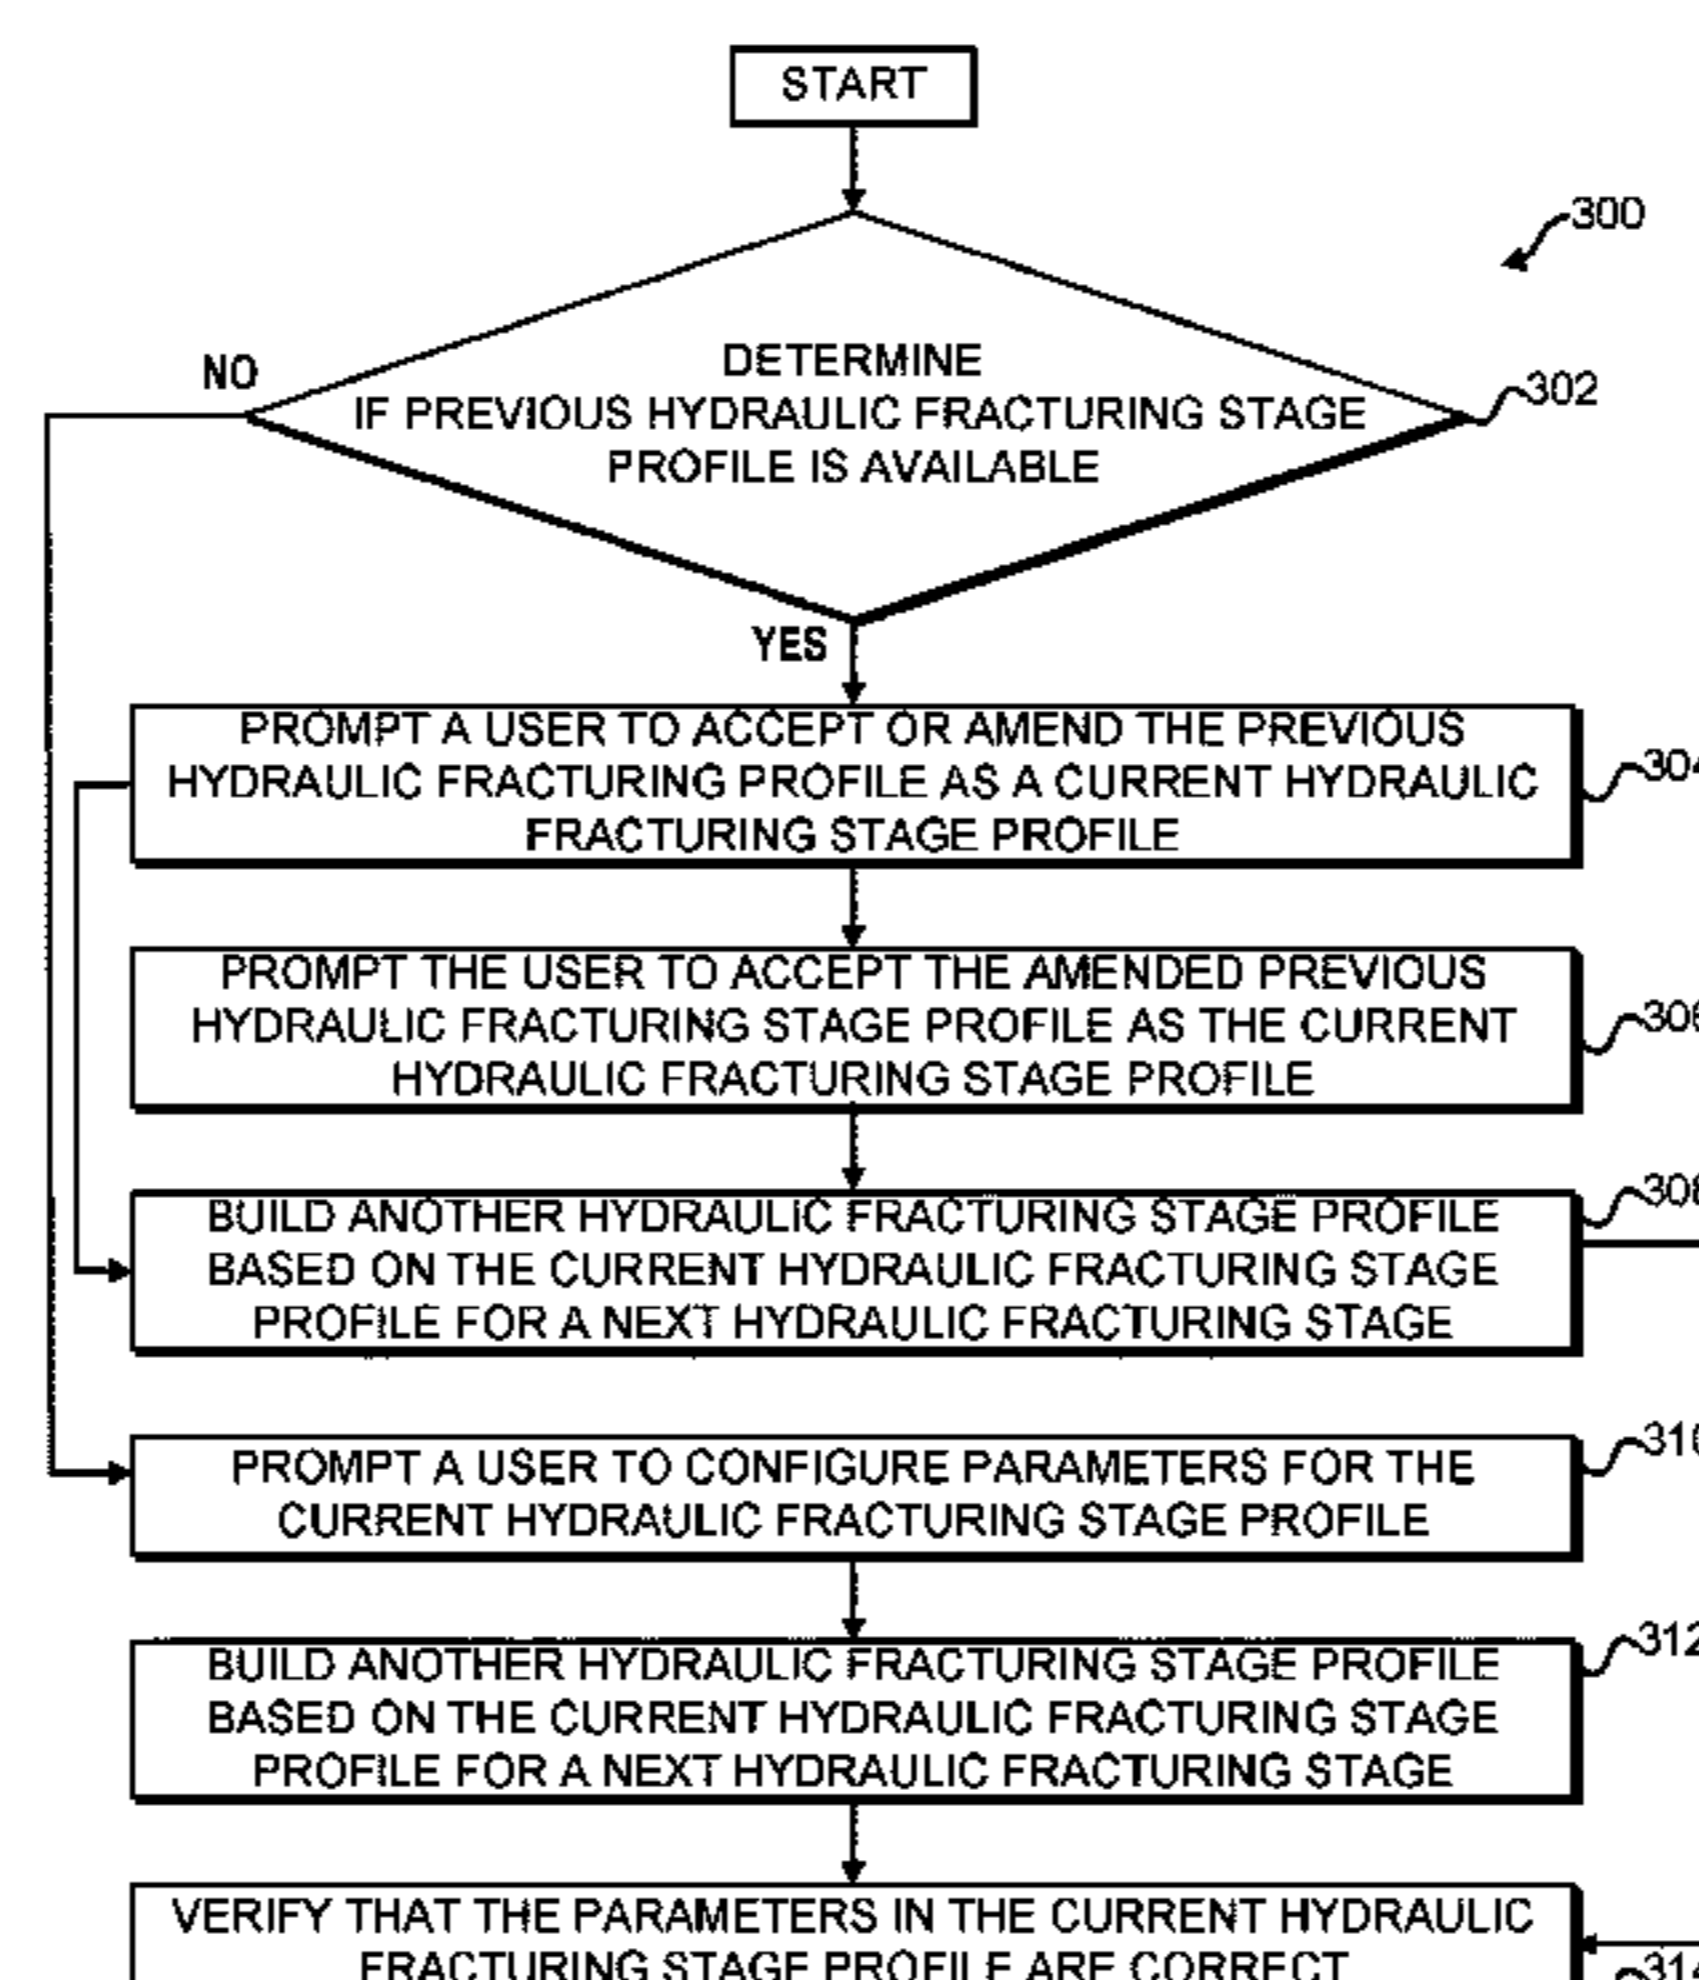 START
300
NO
DETERMINE
IF PREVIOUS HYDRAULIC FRACTURING STAGE
PROFILE IS AVAILABLE
302
YES
PROMPT A USER TO ACCEPT OR AMEND THE PREVIOUS
HYDRAULIC FRACTURING PROFILE AS A CURRENT HYDRAULIC
FRACTURING STAGE PROFILE
PROMPT THE USER TO ACCEPT THE AMENDED PREVIOUS
HYDRAULIC FRACTURING STAGE PROFILE AS THE CURRENT
HYDRAULIC FRACTURING STAGE PROFILE
BUILD ANOTHER HYDRAULIC FRACTURING STAGE PROFILE
BASED ON THE CURRENT HYDRAULIC FRACTURING STAGE
PROFILE FOR A NEXT HYDRAULIC FRACTURING STAGE
PROMPT A USER TO CONFIGURE PARAMETERS FOR THE
CURRENT HYDRAULIC FRACTURING STAGE PROFILE
312
BUILD ANOTHER HYDRAULIC FRACTURING STAGE PROFILE
BASED ON THE CURRENT HYDRAULIC FRACTURING STAGE
PROFILE FOR A NEXT HYDRAULIC FRACTURING STAGE
VERIFY THAT THE PARAMETERS IN THE CURRENT HYDRAULIC
FRACTURING STAGE PROFILE ARE CORRECT